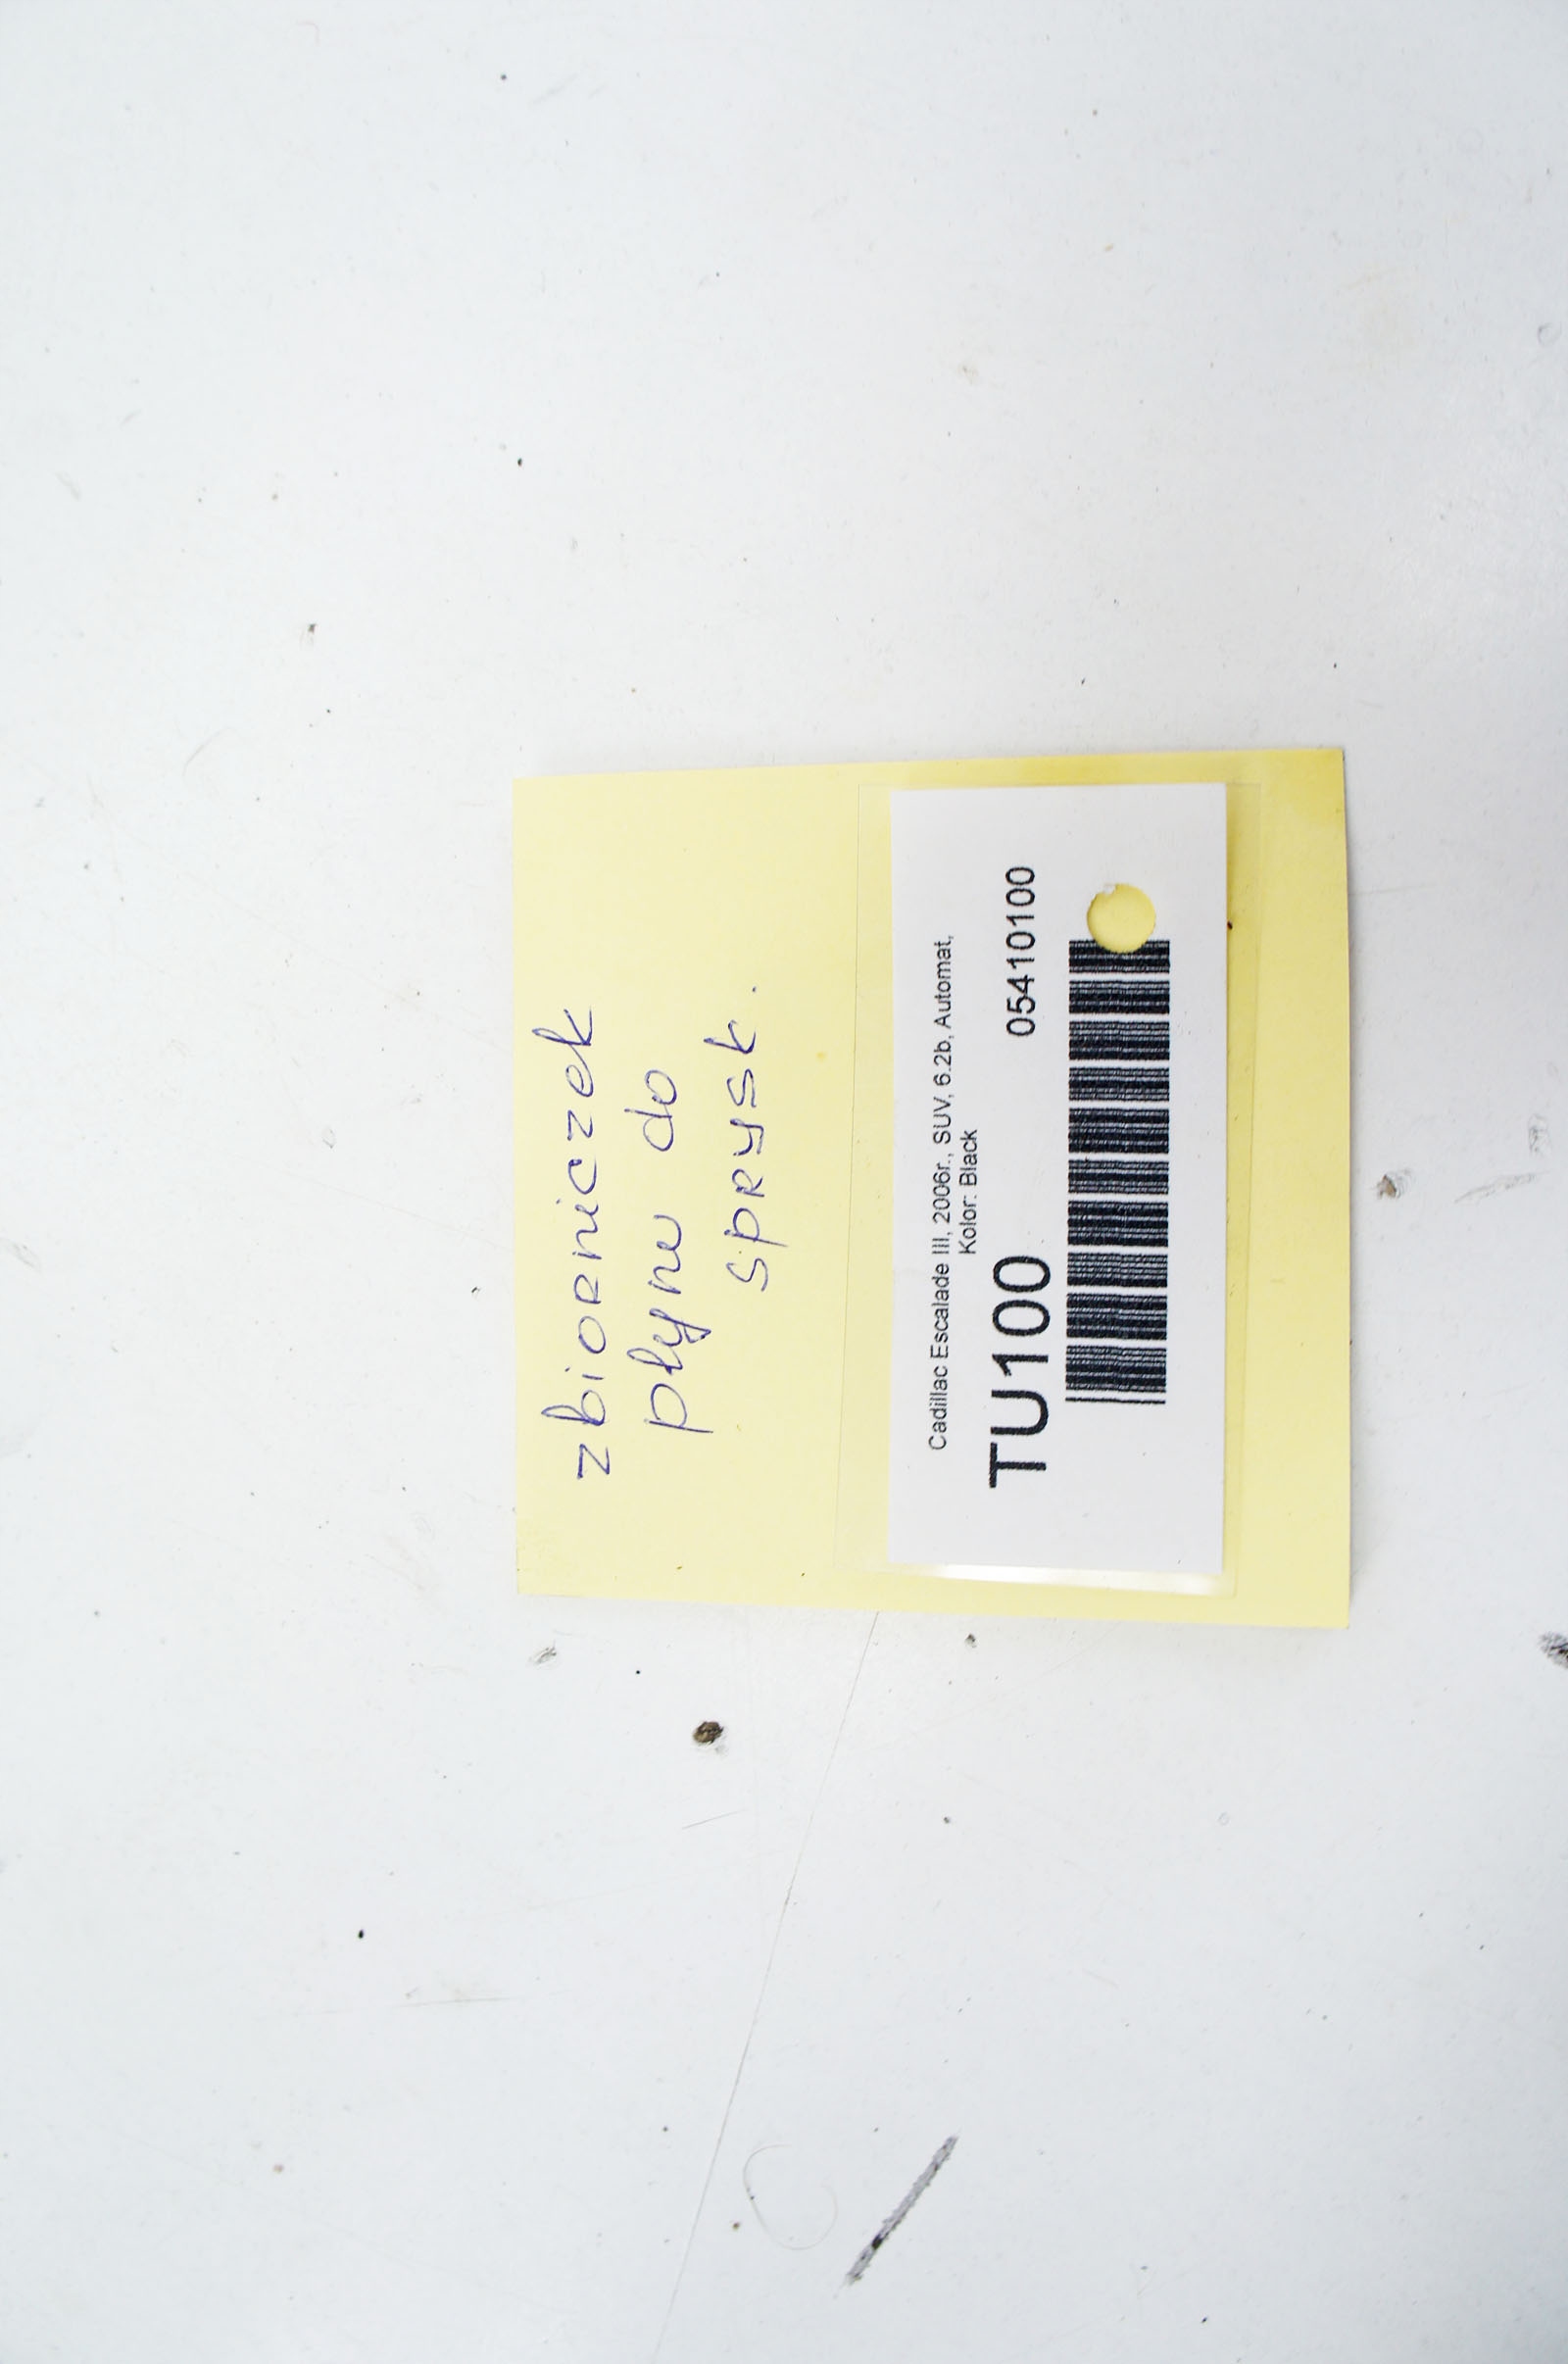 zbiorniczek
płynu do
sprysk.
Cadillac Escalade III, 2006r., SUV, 6.2b, Automat,
Kolor: Black
TU100 05410100